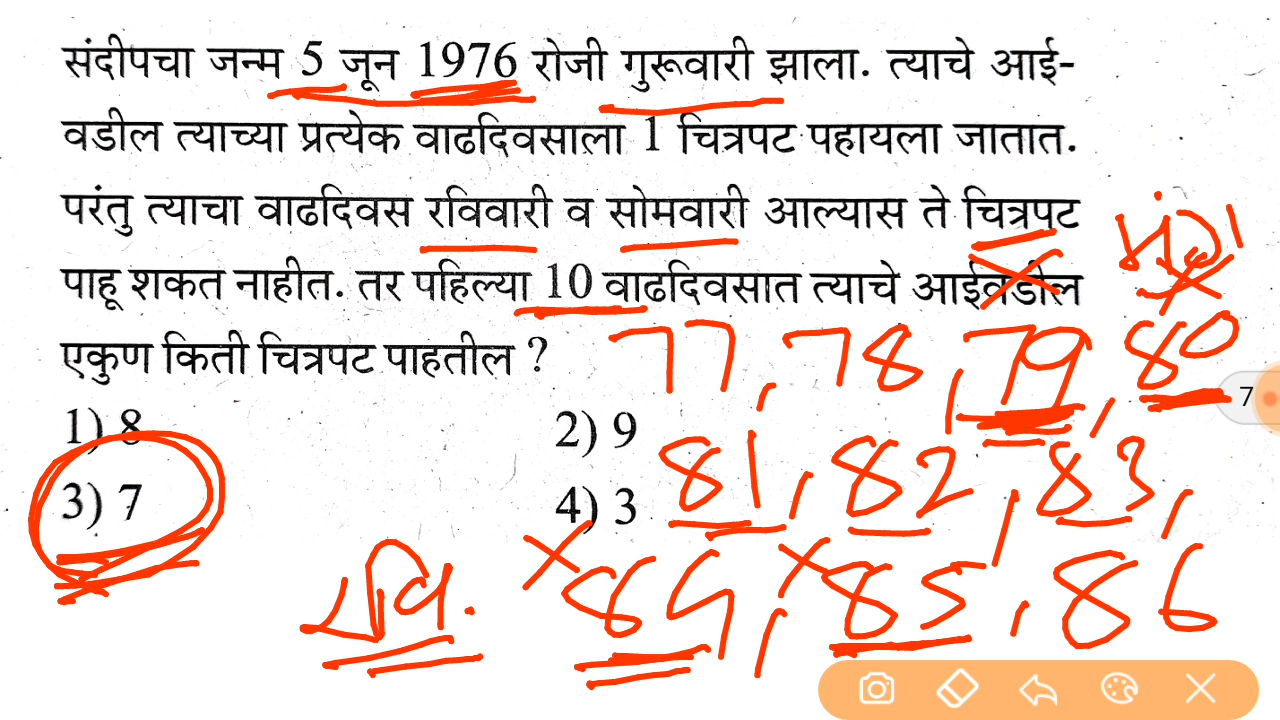 संदीपचा जन्म 5 जून 1976 रोजी गुरूवारी झाला. त्याचे आई-
वडील त्याच्या प्रत्येक वाढदिवसाला 1 चित्रपट पहायला जातात.
परंतु त्याचा वाढदिवस रविवारी व सोमवारी आल्यास ते चित्रपट
पाहू शकत नाहीत. तर पहिल्या 10 वाढदिवसात त्याचे आईवडील
एकुण किती चित्रपट पाहतील ?
77, 78, 79, 80
7
1) 8 2) 9
81, 82, 83,
3) 7 4) 3
रवि. 84, 85, 86